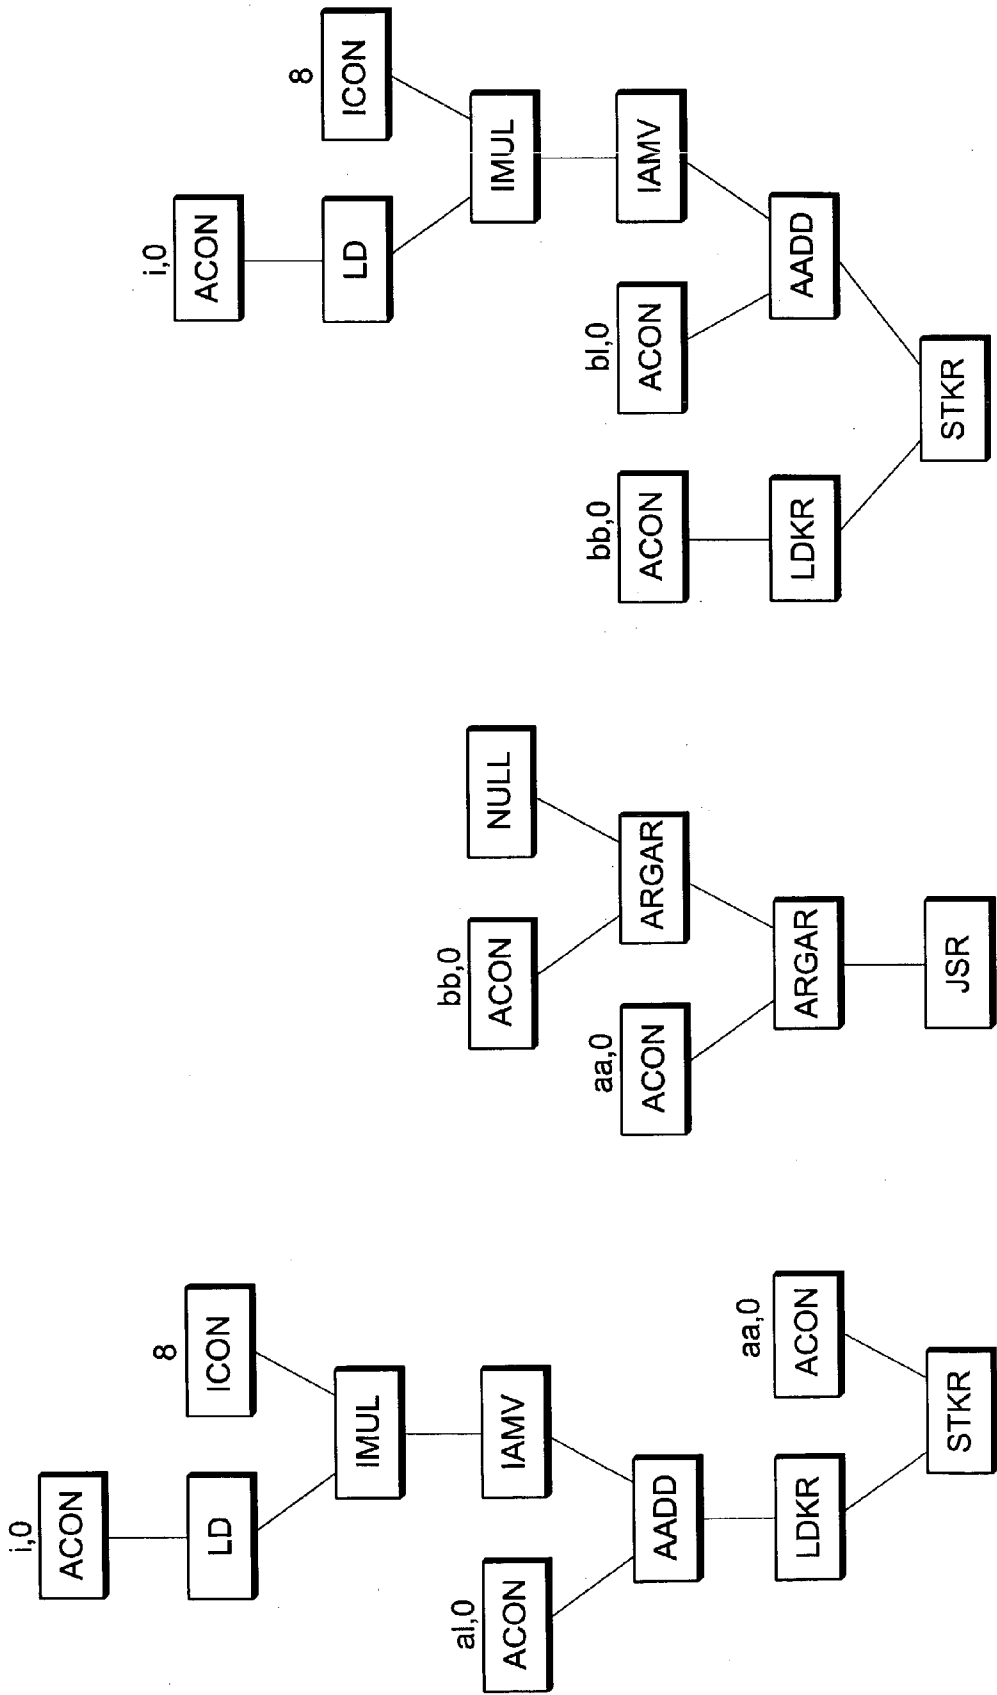 i,0
ACON
8
LD ICON
IMUL
al,0
ACON IAMV
AADD
aa,0
LDKR ACON
STKR
bb,0
ACON NULL
aa,0
ACON ARGAR
ARGAR
JSR
i,0
ACON
8
LD ICON
IMUL
bb,0 bl,0
ACON ACON IAMV
LDKR AADD
STKR